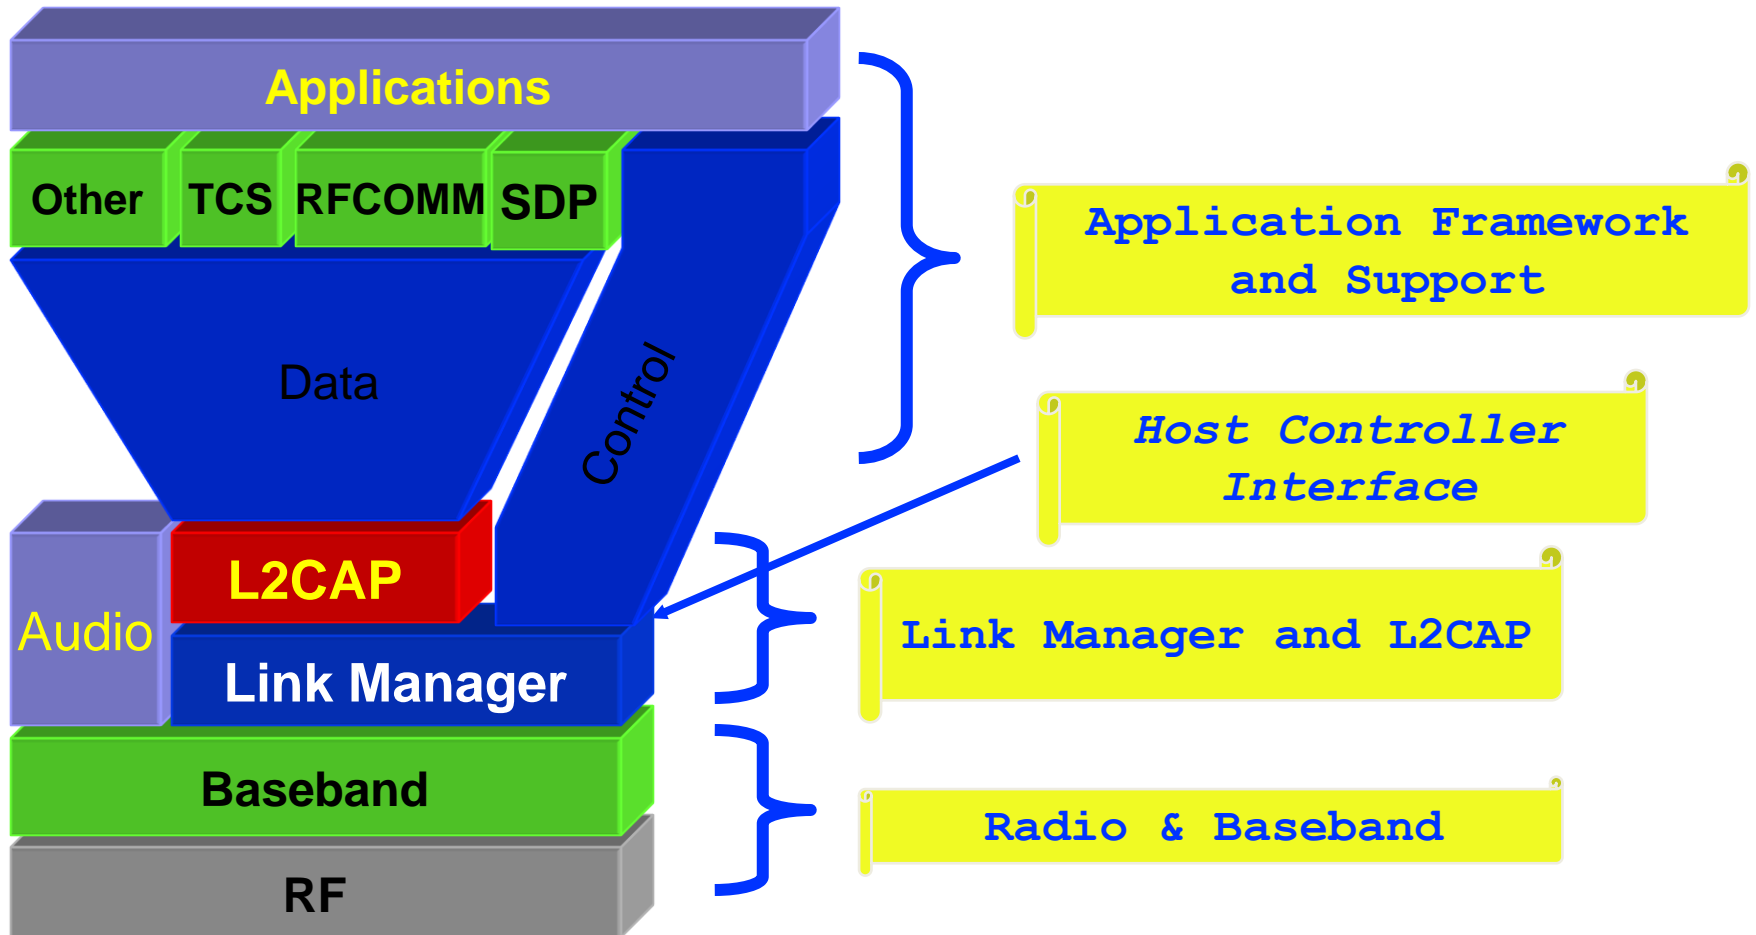 Applications
Other
TCS
RFCOMM
SDP
Data
Control
Audio
L2CAP
Link Manager
Baseband
RF
Application Framework
and Support
Host Controller
Interface
Link Manager and L2CAP
Radio & Baseband